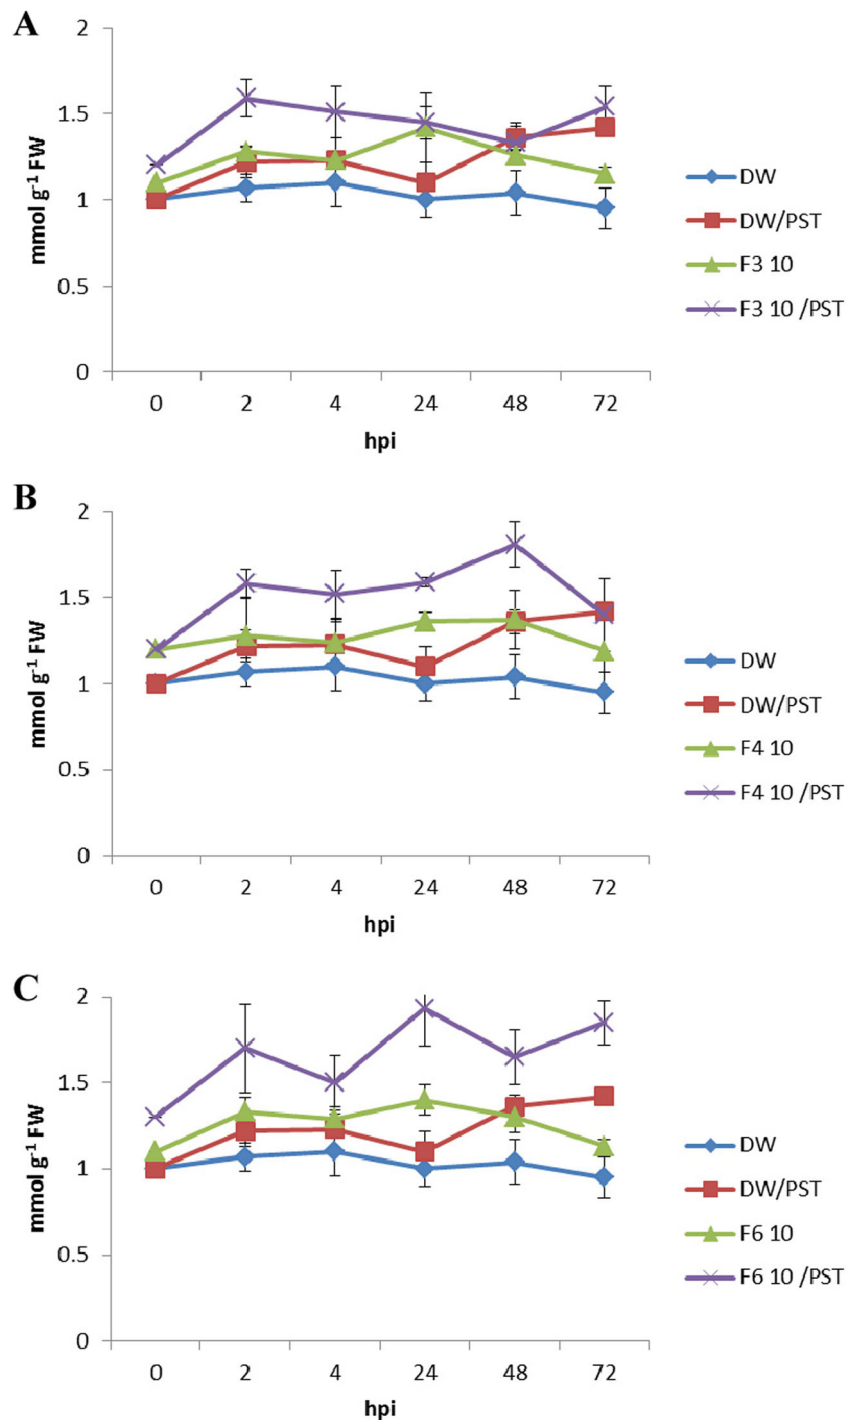 A
2
1.5
1
0.5
0
mmol g-1 FW
0 2 4 24 48 72
hpi
DW
DW/PST
F3 10
F3 10 /PST
B
2
1.5
1
0.5
0
mmol g-1 FW
0 2 4 24 48 72
hpi
DW
DW/PST
F4 10
F4 10 /PST
C
2
1.5
1
0.5
0
mmol g-1 FW
0 2 4 24 48 72
hpi
DW
DW/PST
F6 10
F6 10 /PST